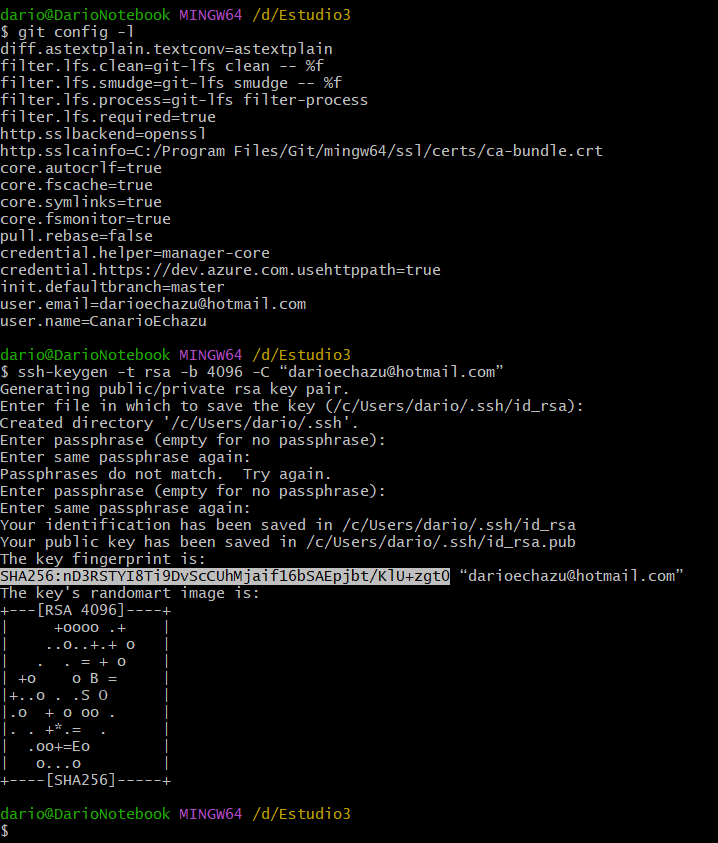 dario@DarioNotebook MINGW64 /d/Estudio3
$ git config -l
diff.astextplain.textconv=astextplain
filter.lfs.clean=git-lfs clean -- %f
filter.lfs.smudge=git-lfs smudge -- %f
filter.lfs.process=git-lfs filter-process
filter.lfs.required=true
http.sslbackend=openssl
http.sslcainfo=C:/Program Files/Git/mingw64/ssl/certs/ca-bundle.crt
core.autocrlf=true
core.fscache=true
core.symlinks=true
core.fsmonitor=true
pull.rebase=false
credential.helper=manager-core
credential.https://dev.azure.com.usehttppath=true
init.defaultbranch=master
user.email=darioechazu@hotmail.com
user.name=CanarioEchazu
dario@DarioNotebook MINGW64 /d/Estudio3
$ ssh-keygen -t rsa -b 4096 -C “darioechazu@hotmail.com”
Generating public/private rsa key pair.
Enter file in which to save the key (/c/Users/dario/.ssh/id_rsa):
Created directory '/c/Users/dario/.ssh'.
Enter passphrase (empty for no passphrase):
Enter same passphrase again:
Passphrases do not match.  Try again.
Enter passphrase (empty for no passphrase):
Enter same passphrase again:
Your identification has been saved in /c/Users/dario/.ssh/id_rsa
Your public key has been saved in /c/Users/dario/.ssh/id_rsa.pub
The key fingerprint is:
SHA256:nD3RSTYI8Ti9DvScCUhMjaif16bSAEpjbt/KlU+zgtO “darioechazu@hotmail.com”
The key's randomart image is:
+---[RSA 4096]----+
|     +oooo .+    |
|    ..o..+.+ o   |
|   .  . = + o    |
| +o    o B =     |
|+..o . .S O      |
|.o  + o oo .     |
|. . +*.=  .      |
|  .oo+=Eo        |
|   o...o         |
+----[SHA256]-----+
dario@DarioNotebook MINGW64 /d/Estudio3
$